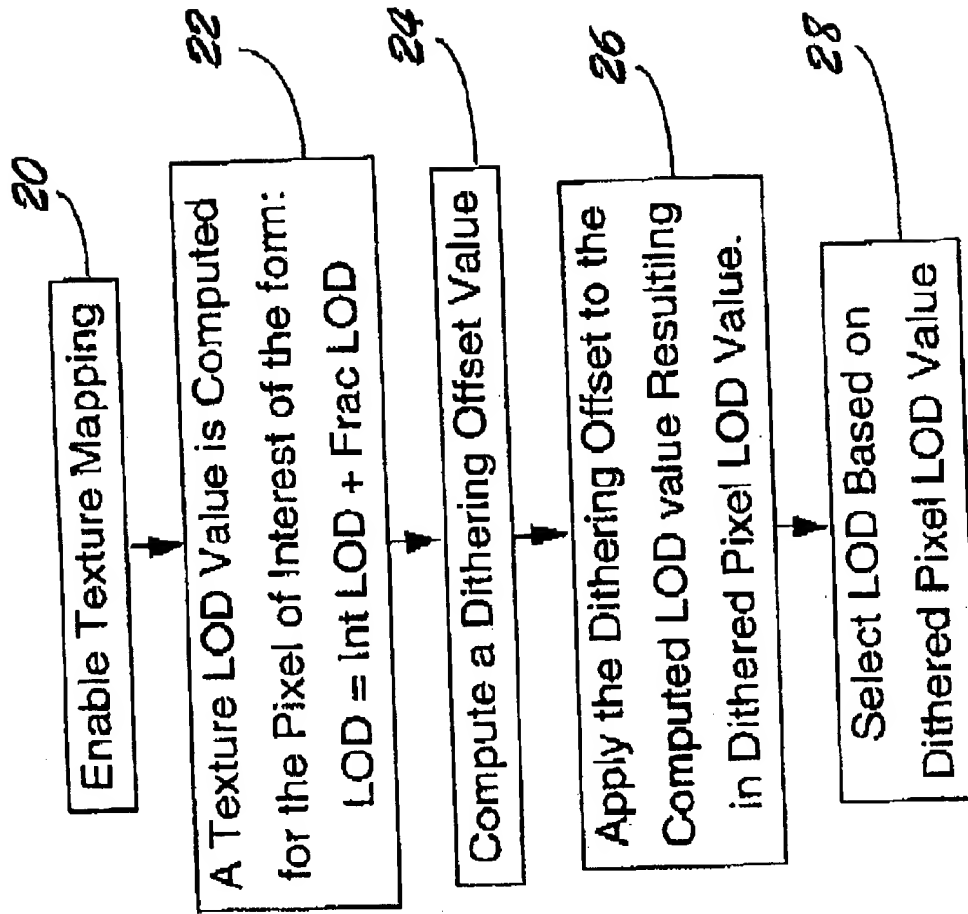 20
Enable Texture Mapping
22
A Texture LOD Value is Computed
for the Pixel of Interest of the form:
LOD = Int LOD + Frac LOD
24
Compute a Dithering Offset Value
26
Apply the Dithering Offset to the
Computed LOD value Resutilng
in Dithered Pixel LOD Value.
28
Select LOD Based on
Dithered Pixel LOD Value